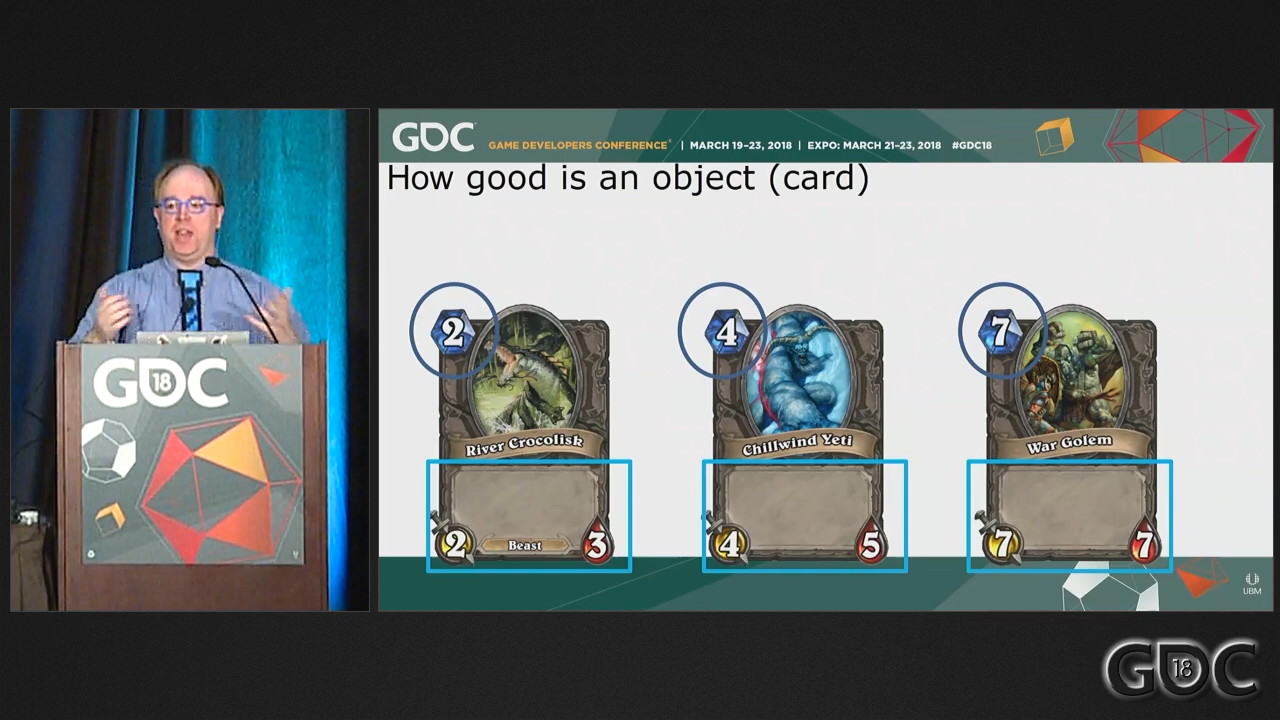 GDC
GAME DEVELOPERS CONFERENCE® | MARCH 19–23, 2018 | EXPO: MARCH 21–23, 2018 #GDC18
How good is an object (card)
2
4
7
River Crocolisk
Chillwind Yeti
War Golem
2
Beast
3
4
5
7
7
UBM
GDC
18
GDC
18